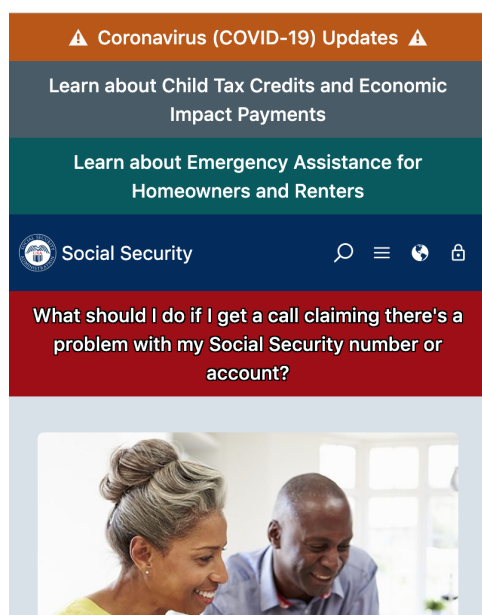 Coronavirus (COVID-19) Updates
Learn about Child Tax Credits and Economic
Impact Payments
Learn about Emergency Assistance for
Homeowners and Renters
Social Security
What should I do if I get a call claiming there's a
problem with my Social Security number or
account?